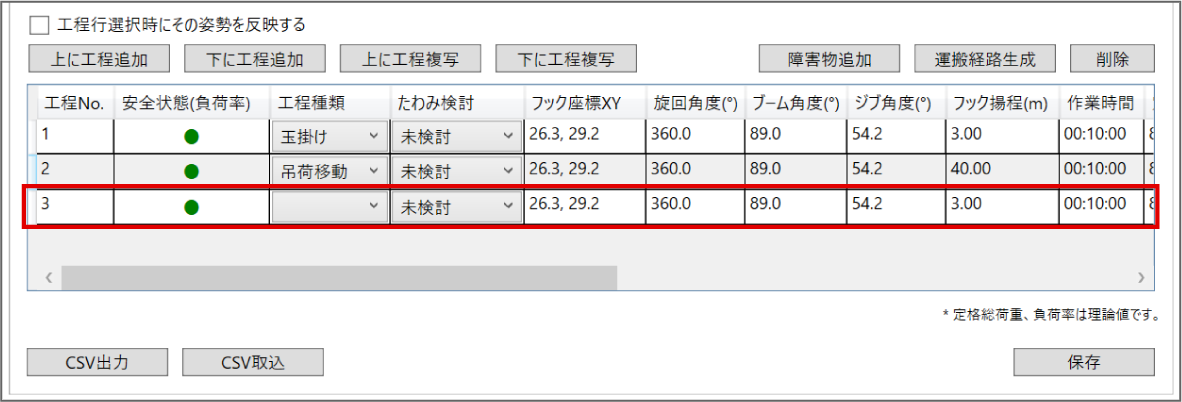 工程行選択時にその姿勢を反映する
上に工程追加 下に工程追加 上に工程複写 下に工程複写 障害物追加 運搬経路生成 削除
工程No. 安全状態(負荷率) 工程種類 たわみ検討 フック座標XY 旋回角度(°) ブーム角度(°) ジブ角度(°) フック揚程(m) 作業時間
1 玉掛け 未検討 26.3, 29.2 360.0 89.0 54.2 3.00 00:10:00
2 吊荷移動 未検討 26.3, 29.2 360.0 89.0 54.2 40.00 00:10:00
3 未検討 26.3, 29.2 360.0 89.0 54.2 3.00 00:10:00
* 定格総荷重、負荷率は理論値です。
CSV出力 CSV取込 保存